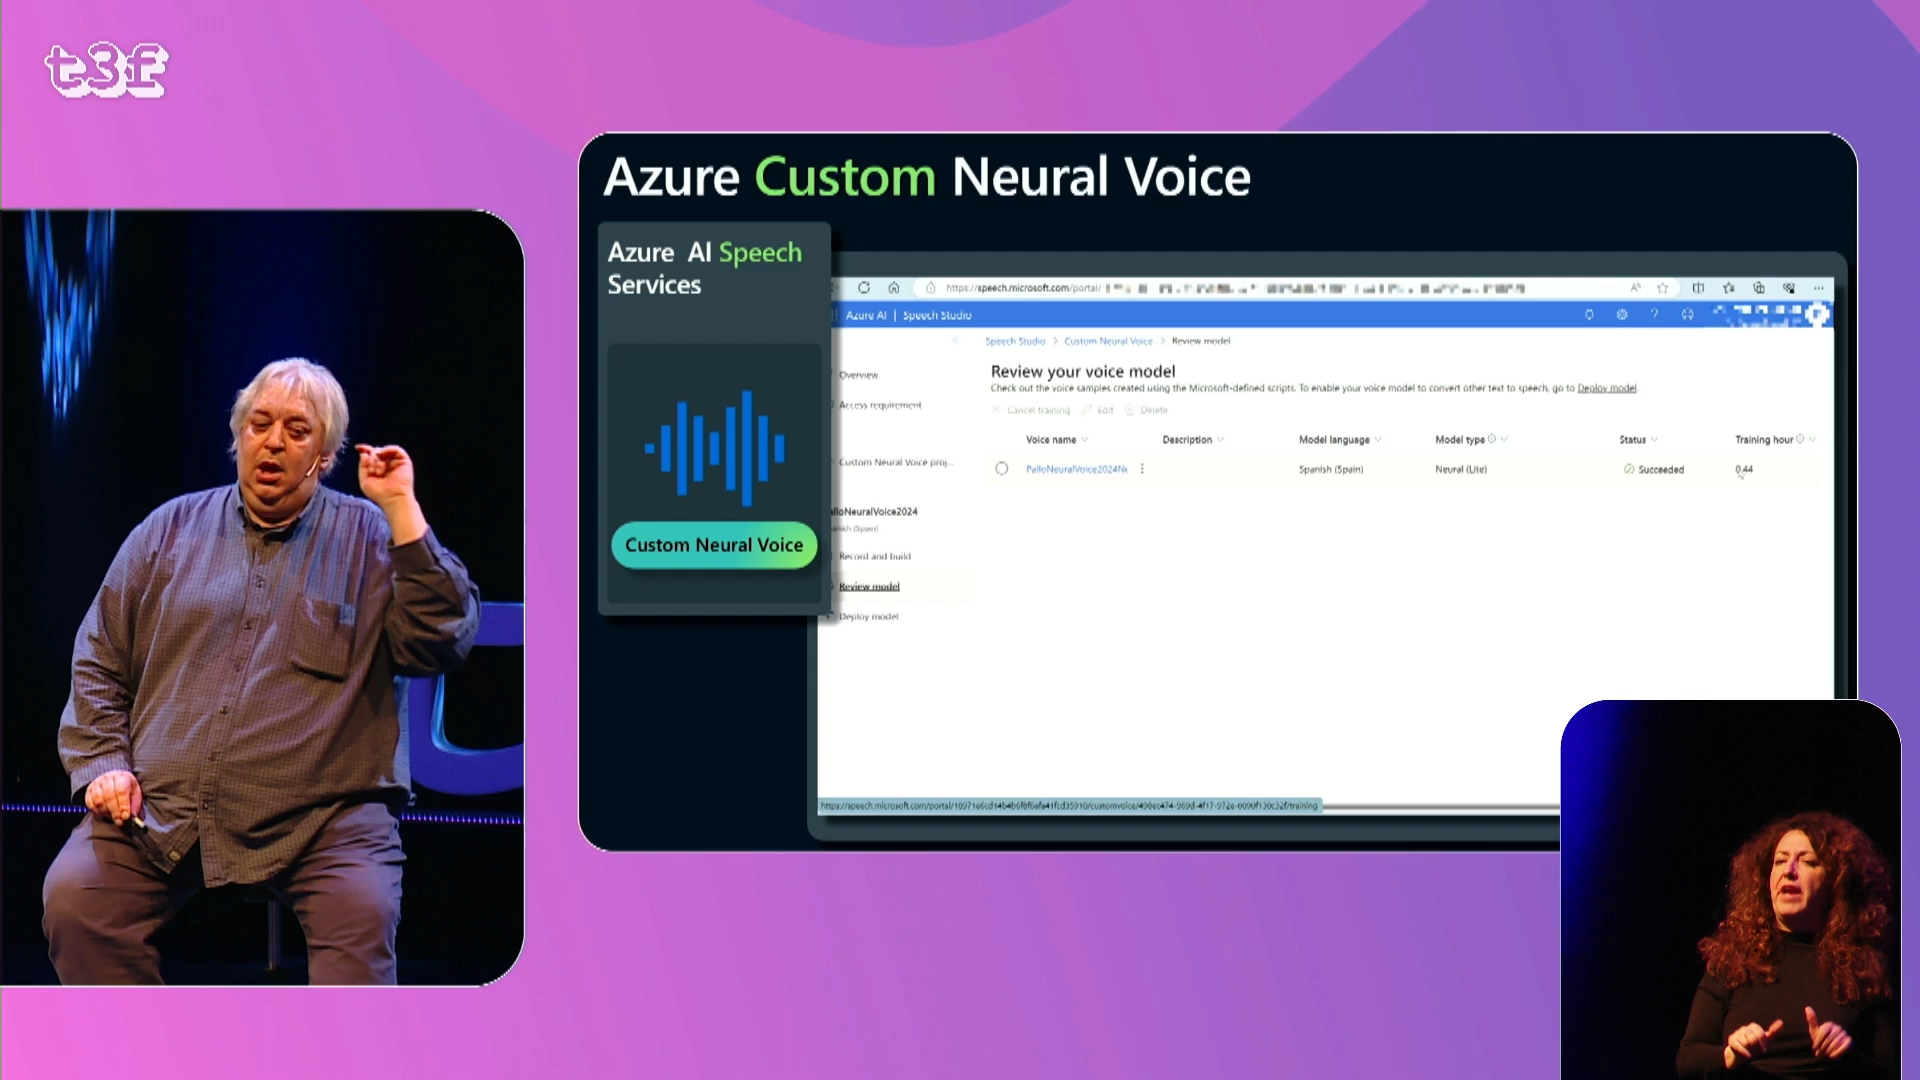 t3f
Azure Custom Neural Voice
Azure AI Speech
Services
Custom Neural Voice
https://speech.microsoft.com/portal/
Azure AI | Speech Studio
Speech Studio > Custom Neural Voice > Review model
Overview
Access requirement
Custom Neural Voice proj...
lloNeuralVoice2024
anish (Spain)
Record and build
Review model
Deploy model
Review your voice model
Check out the voice samples created using the Microsoft-defined scripts. To enable your voice model to convert other text to speech, go to Deploy model.
Cancel training Edit Delete
Voice name Description Model language Model type Status Training hour
PalloNeuralVoice2024Ne Spanish (Spain) Neural (Lite) Succeeded 0.44